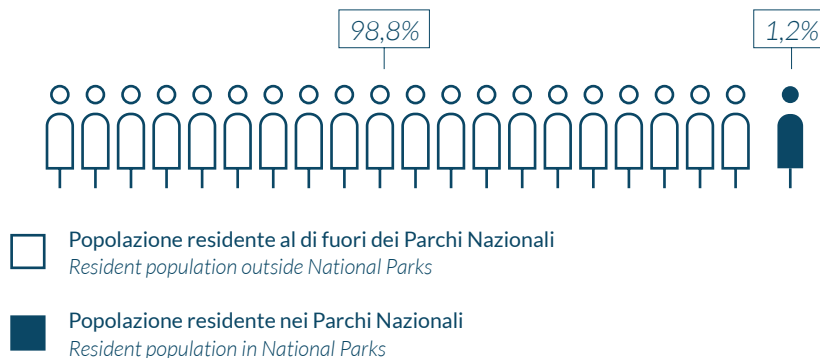 98,8%
1,2%
Popolazione residente al di fuori dei Parchi Nazionali
Resident population outside National Parks
Popolazione residente nei Parchi Nazionali
Resident population in National Parks